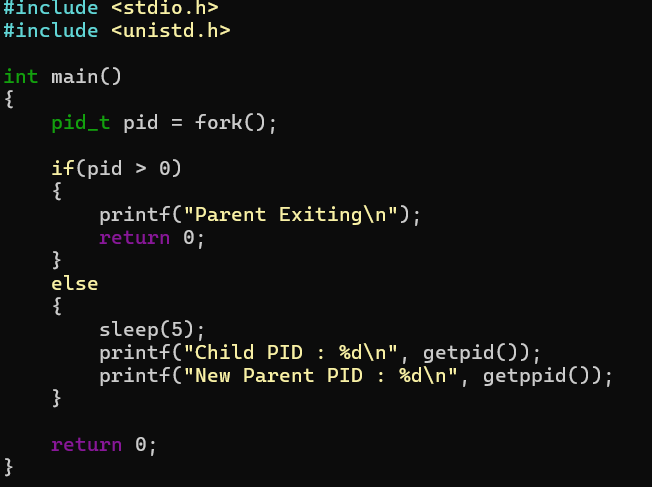 #include <stdio.h>
#include <unistd.h>

int main()
{
    pid_t pid = fork();

    if(pid > 0)
    {
        printf("Parent Exiting\n");
        return 0;
    }
    else
    {
        sleep(5);
        printf("Child PID : %d\n", getpid());
        printf("New Parent PID : %d\n", getppid());
    }

    return 0;
}